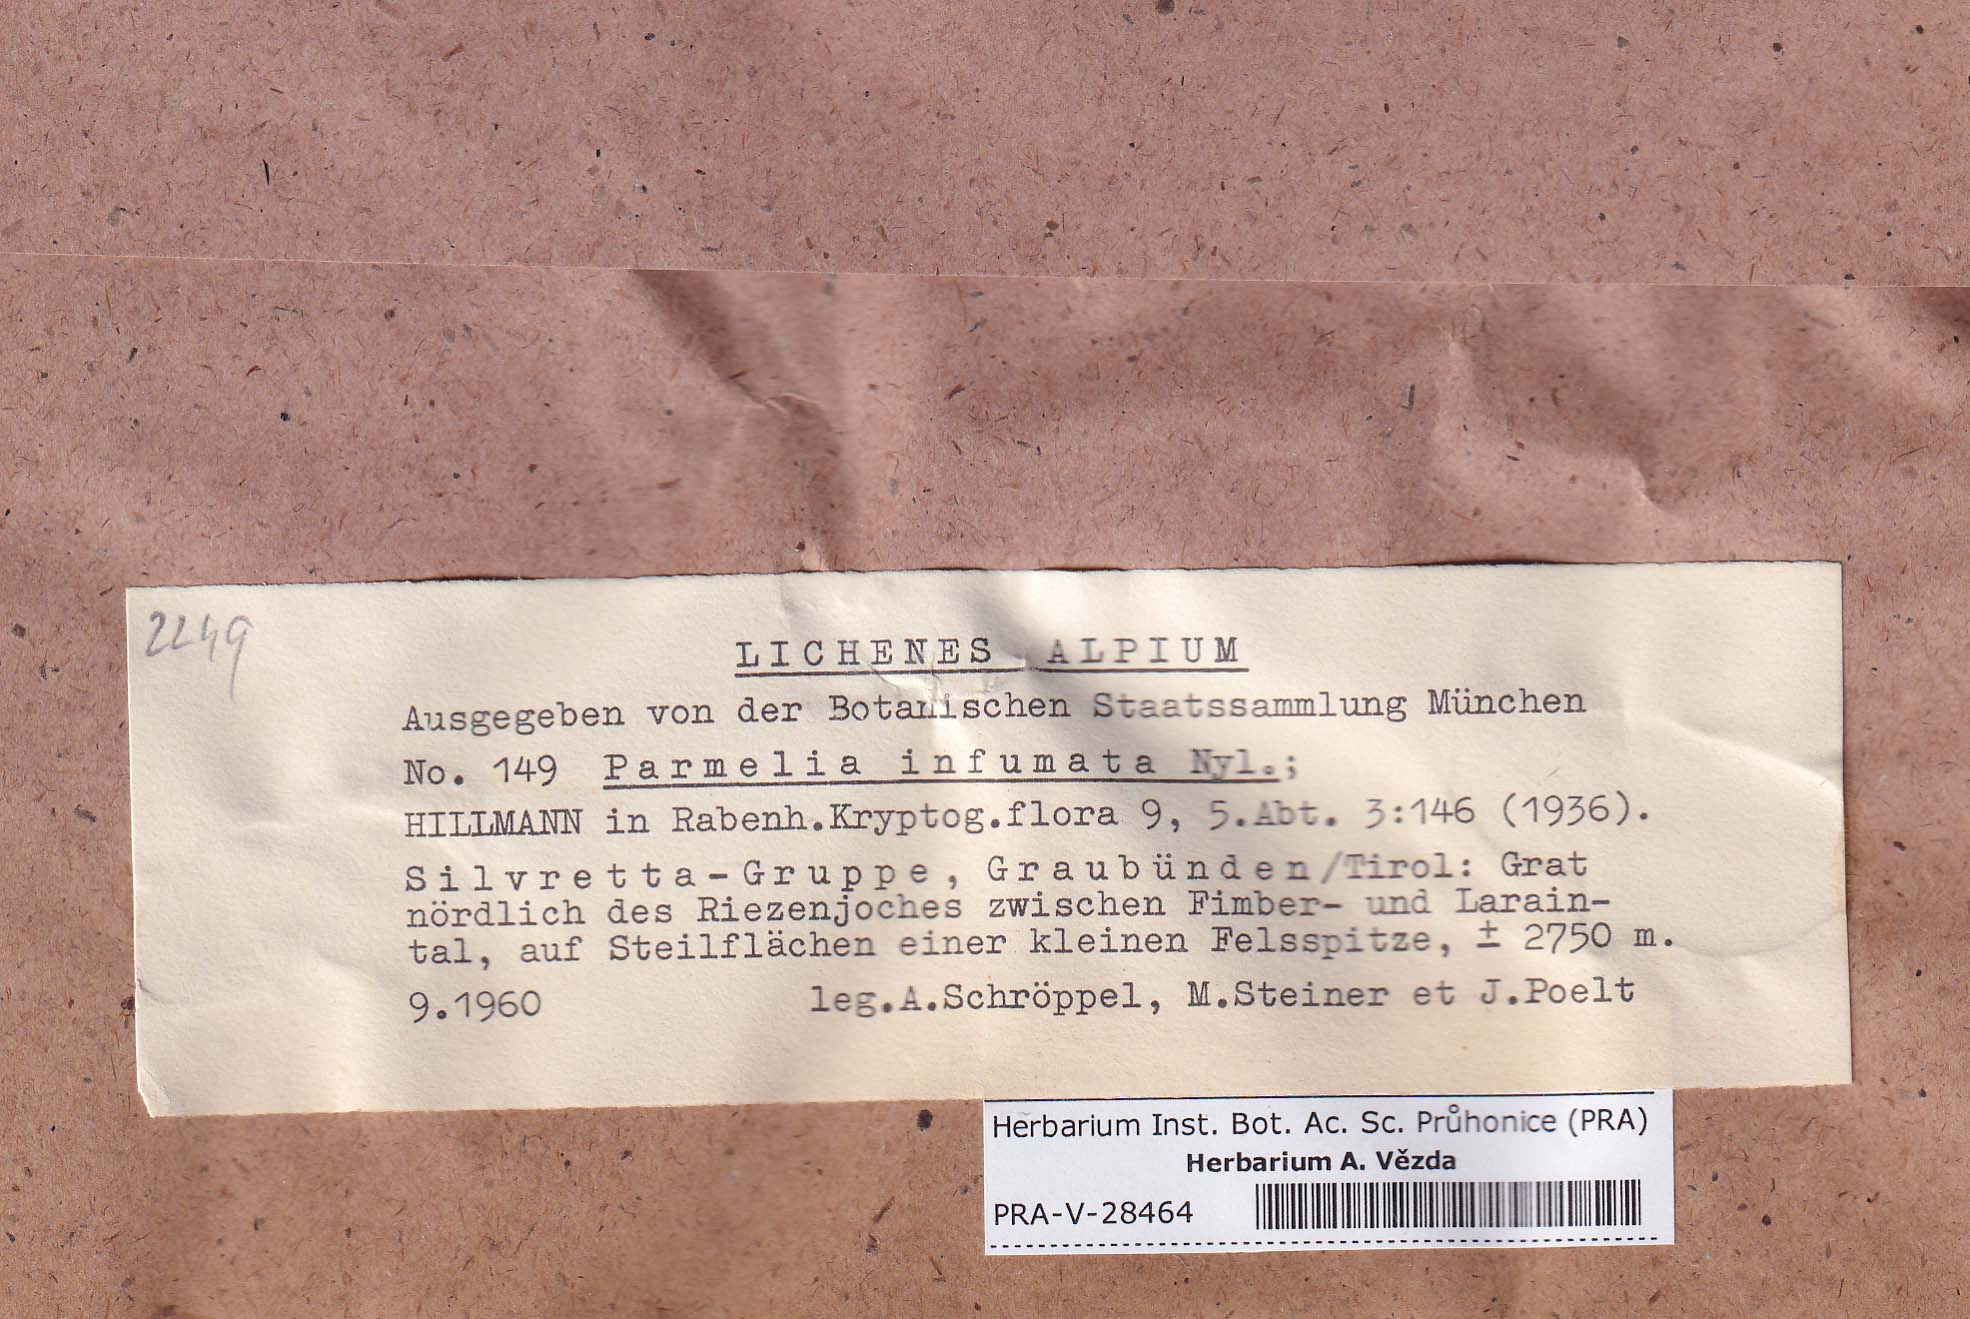 2249
LICHENES ALPIUM
Ausgegeben von der Botanischen Staatssammlung München
No. 149 Parmelia infumata Nyl.;
HILLMANN in Rabenh.Kryptog.flora 9, 5.Abt. 3:146 (1936).
Silvretta-Gruppe, Graubünden/Tirol: Grat
nördlich des Riezenjoches zwischen Fimber- und Larain-
tal, auf Steilflächen einer kleinen Felsspitze, ± 2750 m.
9.1960 leg.A.Schröppel, M.Steiner et J.Poelt
Herbarium Inst. Bot. Ac. Sc. Průhonice (PRA)
Herbarium A. Vězda
PRA-V-28464